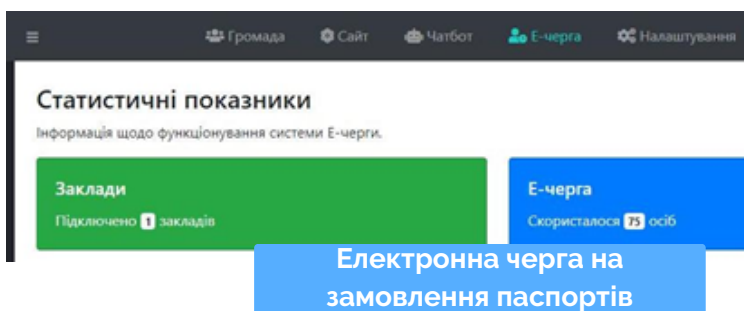 Громада Сайт Чатбот Е-черга Налаштування
Статистичні показники
Інформація щодо функціонування системи Е-черги.
Заклади
Підключено 1 закладів
Е-черга
Скористалося 75 осіб
Електронна черга на
замовлення паспортів